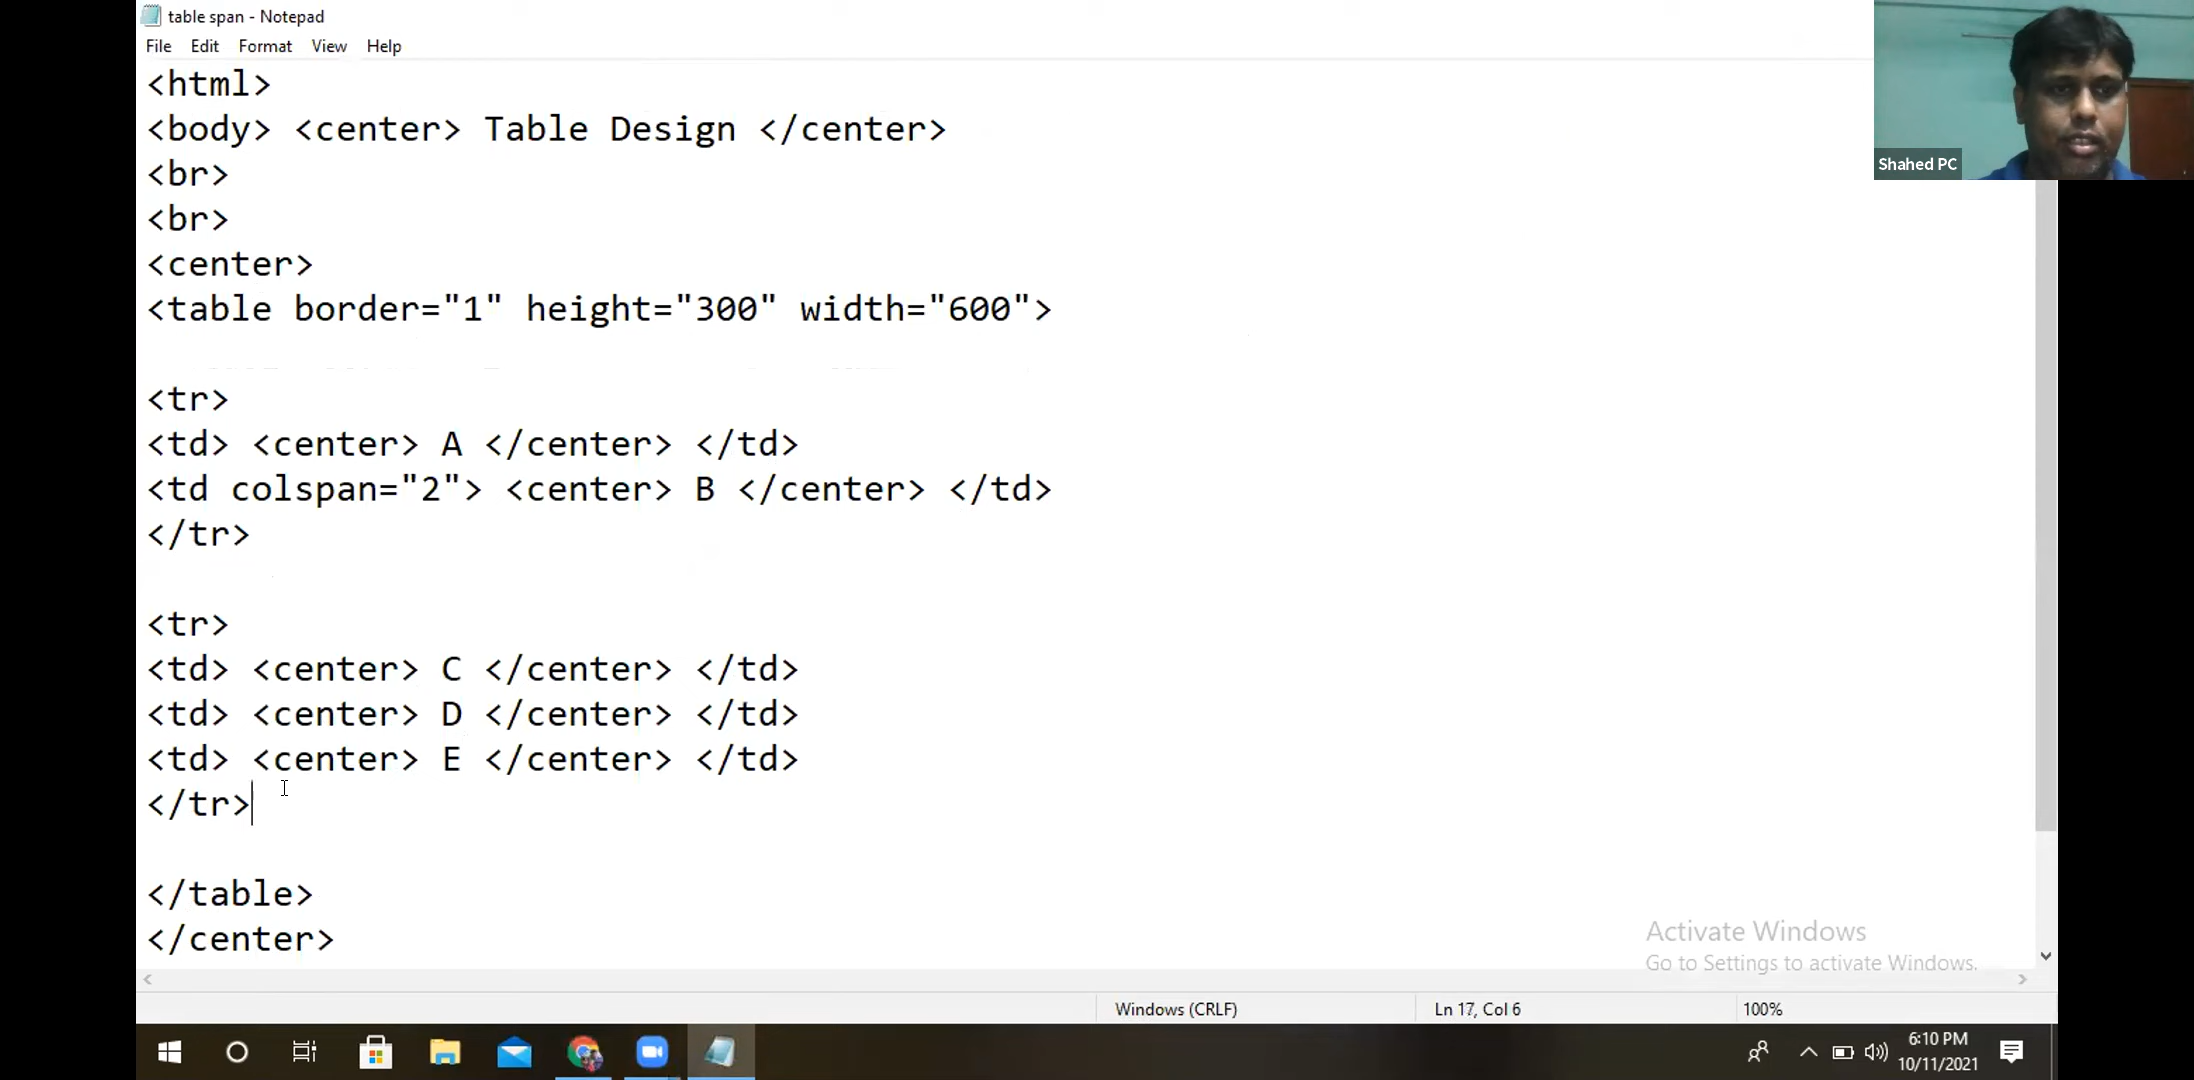 table span - Notepad
File Edit Format View Help
<html>
<body> <center> Table Design </center>
<br>
<br>
<center>
<table border="1" height="300" width="600">
<tr>
<td> <center> A </center> </td>
<td colspan="2"> <center> B </center> </td>
</tr>
<tr>
<td> <center> C </center> </td>
<td> <center> D </center> </td>
<td> <center> E </center> </td>
</tr>
</table>
</center>
Shahed PC
Activate Windows
Go to Settings to activate Windows.
Windows (CRLF) Ln 17, Col 6 100%
6:10 PM
10/11/2021